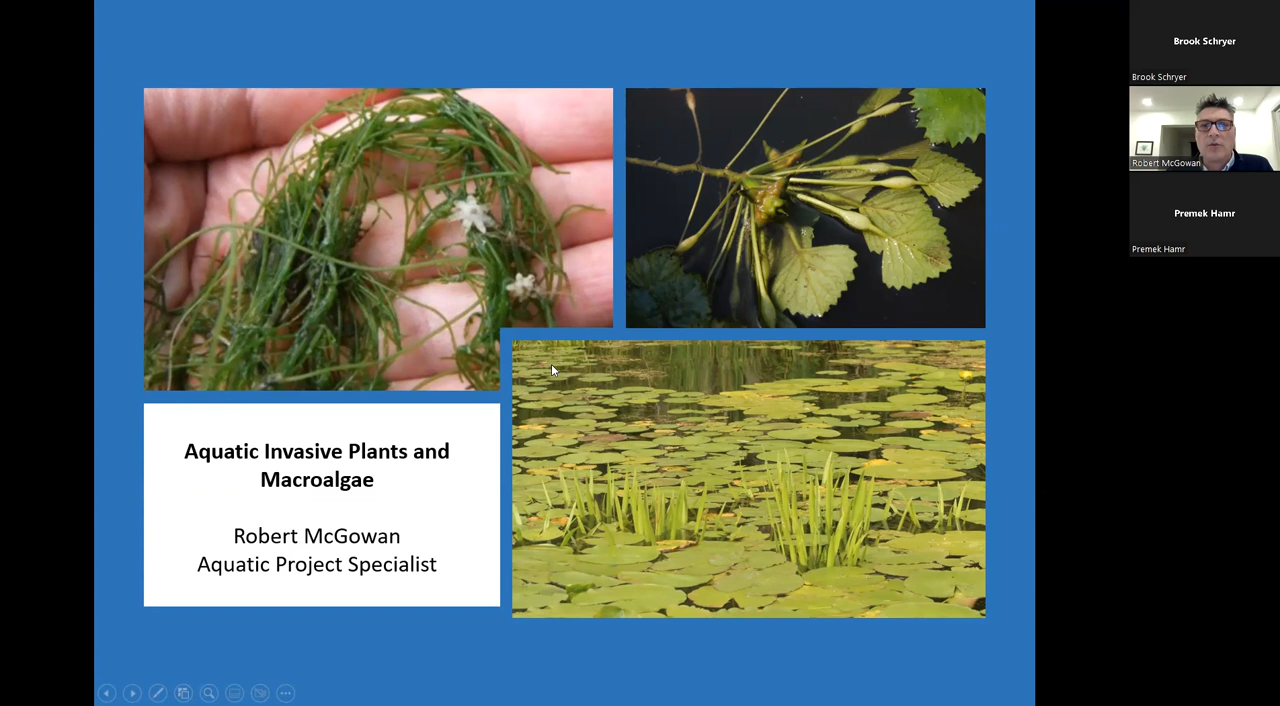 Aquatic Invasive Plants and
Macroalgae
Robert McGowan
Aquatic Project Specialist
Brook Schryer
Brook Schryer
Robert McGowan
Premek Hamr
Premek Hamr